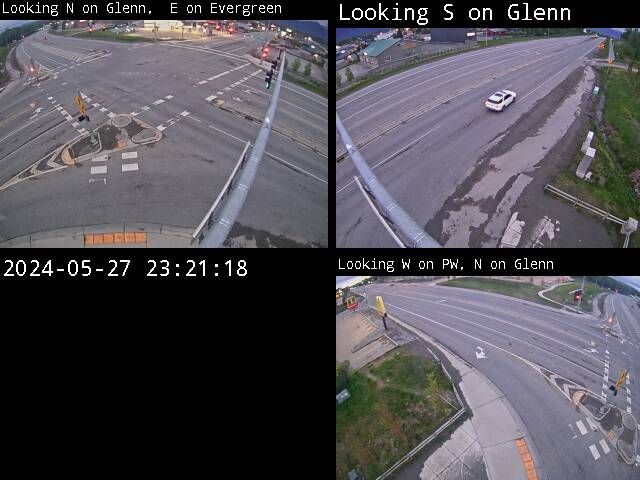 Looking N on Glenn,  E on Evergreen
Looking S on Glenn
2024-05-27 23:21:18
Looking W on PW, N on Glenn